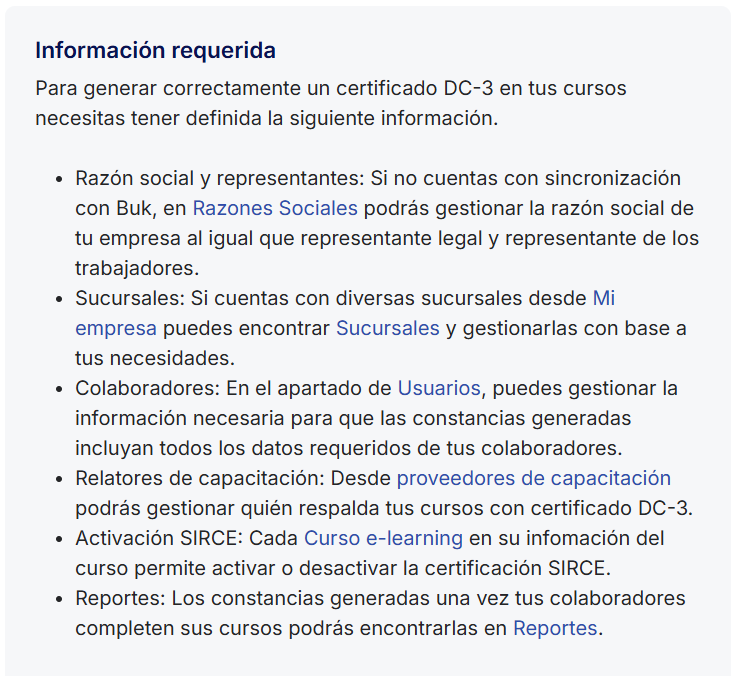 Información requerida
Para generar correctamente un certificado DC-3 en tus cursos
necesitas tener definida la siguiente información.
• Razón social y representantes: Si no cuentas con sincronización
con Buk, en Razones Sociales podrás gestionar la razón social de
tu empresa al igual que representante legal y representante de los
trabajadores.
• Sucursales: Si cuentas con diversas sucursales desde Mi
empresa puedes encontrar Sucursales y gestionarlas con base a
tus necesidades.
• Colaboradores: En el apartado de Usuarios, puedes gestionar la
información necesaria para que las constancias generadas
incluyan todos los datos requeridos de tus colaboradores.
• Relatores de capacitación: Desde proveedores de capacitación
podrás gestionar quién respalda tus cursos con certificado DC-3.
• Activación SIRCE: Cada Curso e-learning en su infomación del
curso permite activar o desactivar la certificación SIRCE.
• Reportes: Los constancias generadas una vez tus colaboradores
completen sus cursos podrás encontrarlas en Reportes.